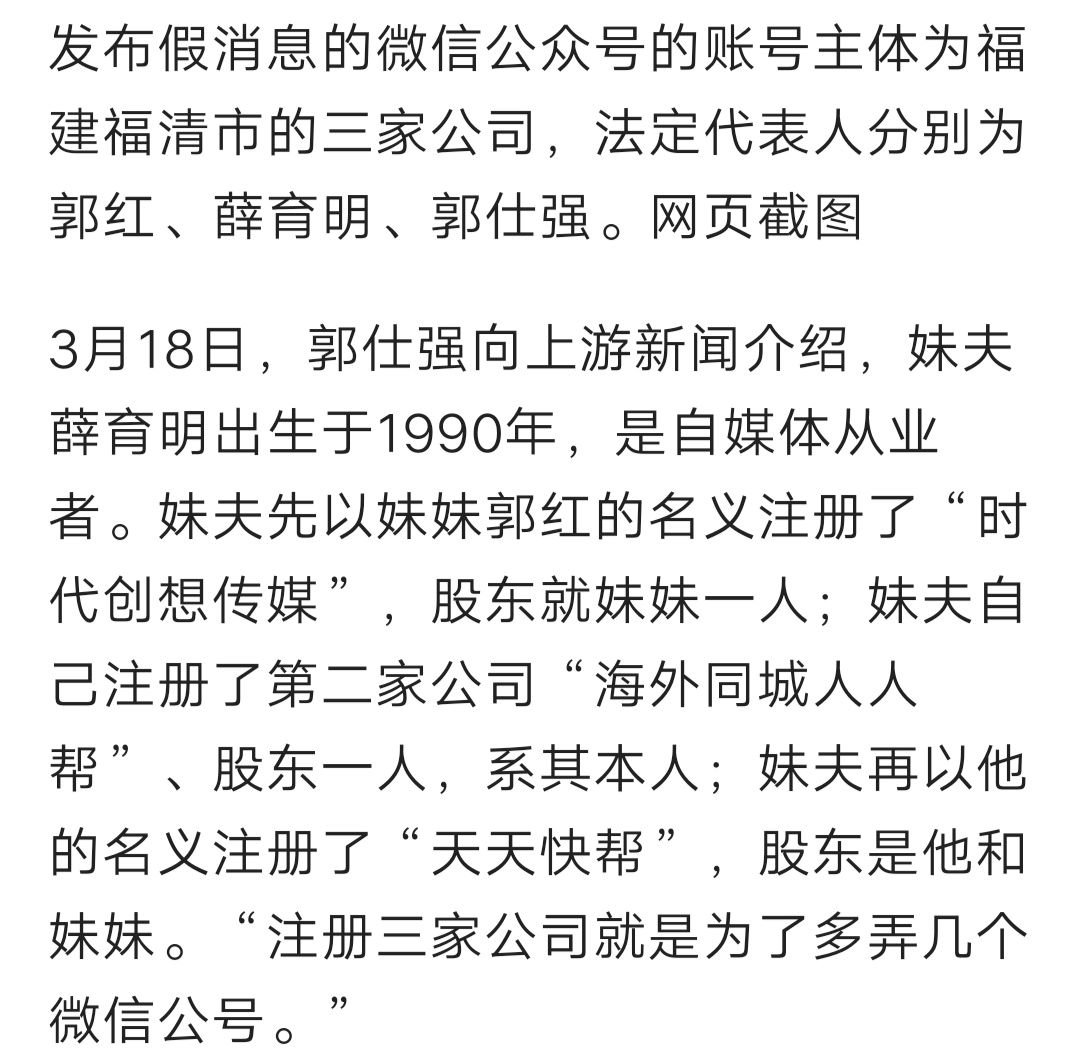 发布假消息的微信公众号的账号主体为福
建福清市的三家公司，法定代表人分别为
郭红、薛育明、郭仕强。网页截图
3月18日，郭仕强向上游新闻介绍，妹夫
薛育明出生于1990年，是自媒体从业
者。妹夫先以妹妹郭红的名义注册了“时
代创想传媒”，股东就妹妹一人；妹夫自
己注册了第二家公司“海外同城人人
帮”、股东一人，系其本人；妹夫再以他
的名义注册了“天天快帮”，股东是他和
妹妹。“注册三家公司就是为了多弄几个
微信公号。”